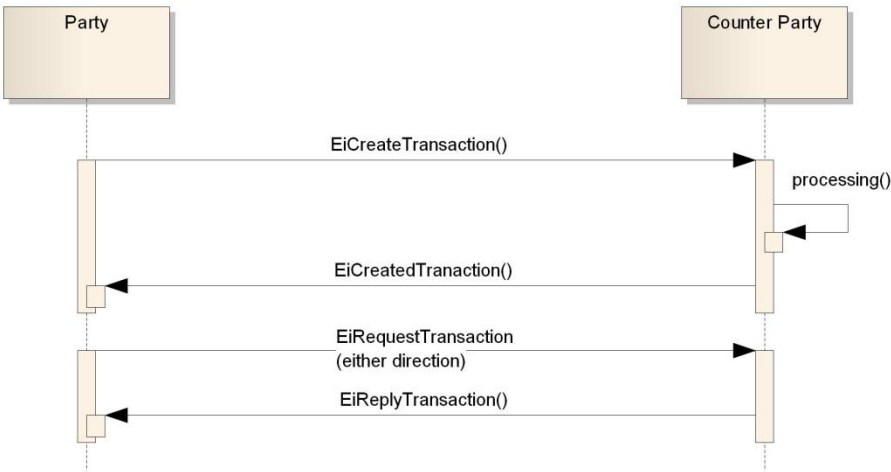 Party
Counter Party
EiCreateTransaction()
processing()
EiCreatedTranaction()
EiRequestTransaction
(either direction)
EiReplyTransaction()